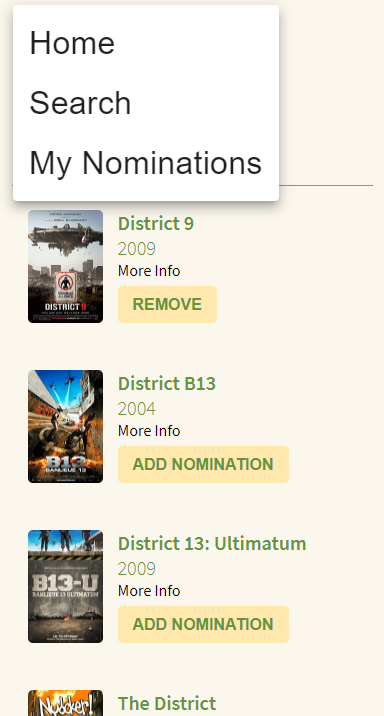 Home
Search
My Nominations
DISTRICT 9
District 9
2009
More Info
REMOVE
B13
BANLIEUE 13
District B13
2004
More Info
ADD NOMINATION
B13-U
BANLIEUE 13 ULTIMATUM
District 13: Ultimatum
2009
More Info
ADD NOMINATION
The District